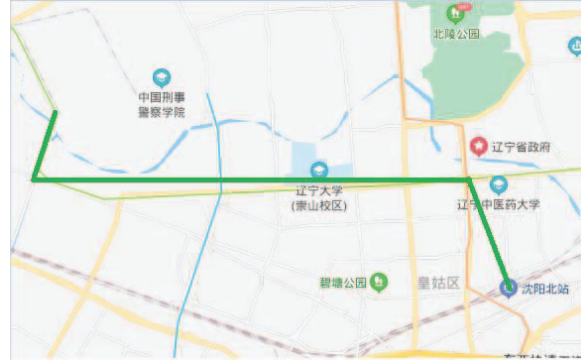 北陵公园
中国刑事
警察学院
辽宁省政府
辽宁大学
(崇山校区)
辽宁中医药大学
碧塘公园
皇姑区
沈阳北站